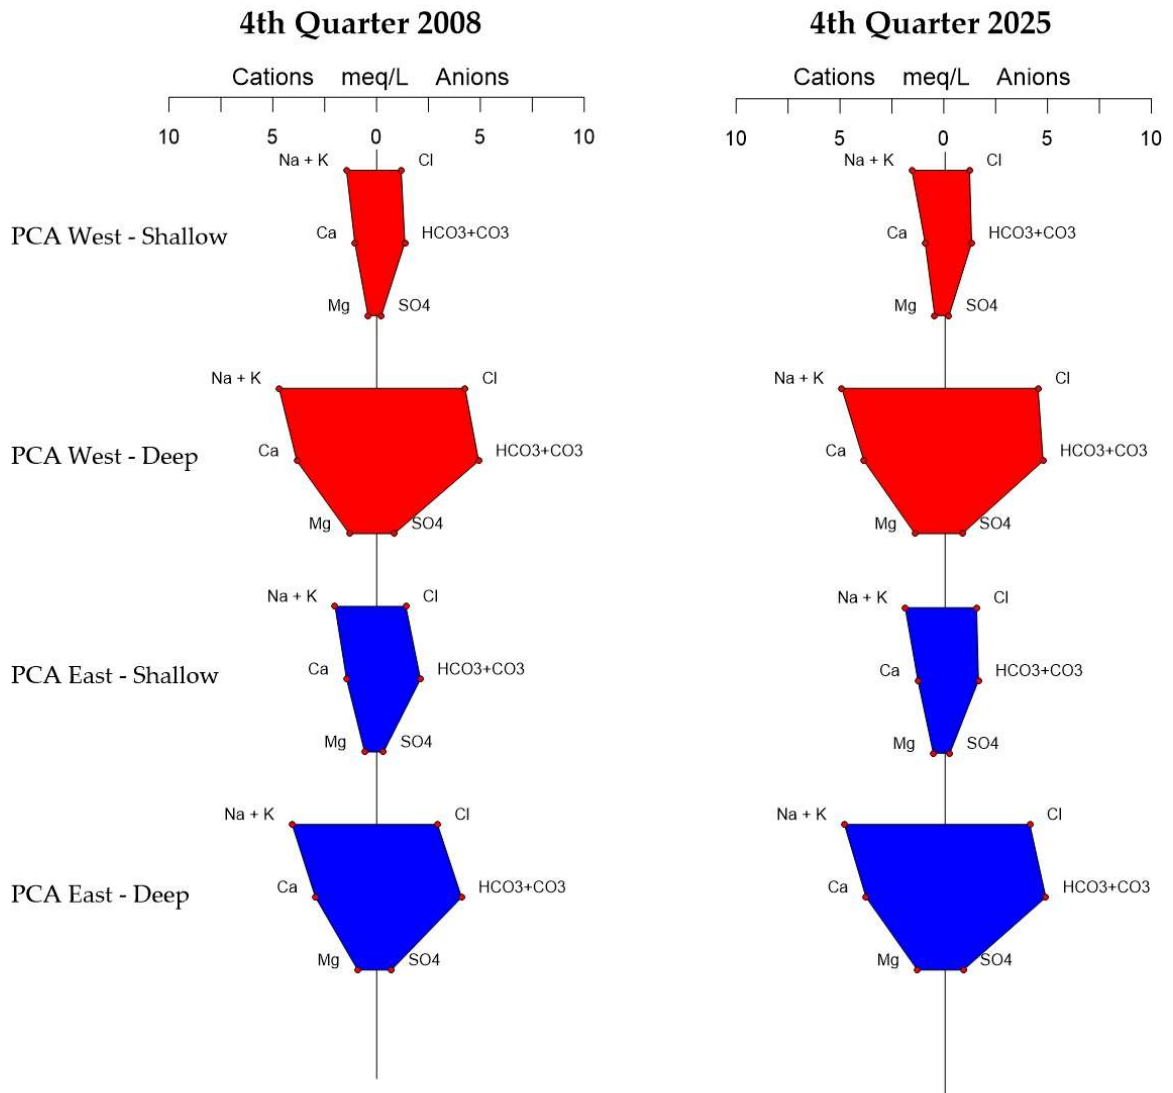 4th Quarter 2008 4th Quarter 2025
Cations meq/L Anions Cations meq/L Anions
10 5 0 5 10 10 5 0 5 10
Na + K Cl Na + K Cl
PCA West - Shallow Ca HCO3+CO3 Ca HCO3+CO3
Mg SO4 Mg SO4
Na + K Cl Na + K Cl
PCA West - Deep Ca HCO3+CO3 Ca HCO3+CO3
Mg SO4 Mg SO4
Na + K Cl Na + K Cl
PCA East - Shallow Ca HCO3+CO3 Ca HCO3+CO3
Mg SO4 Mg SO4
Na + K Cl Na + K Cl
PCA East - Deep Ca HCO3+CO3 Ca HCO3+CO3
Mg SO4 Mg SO4